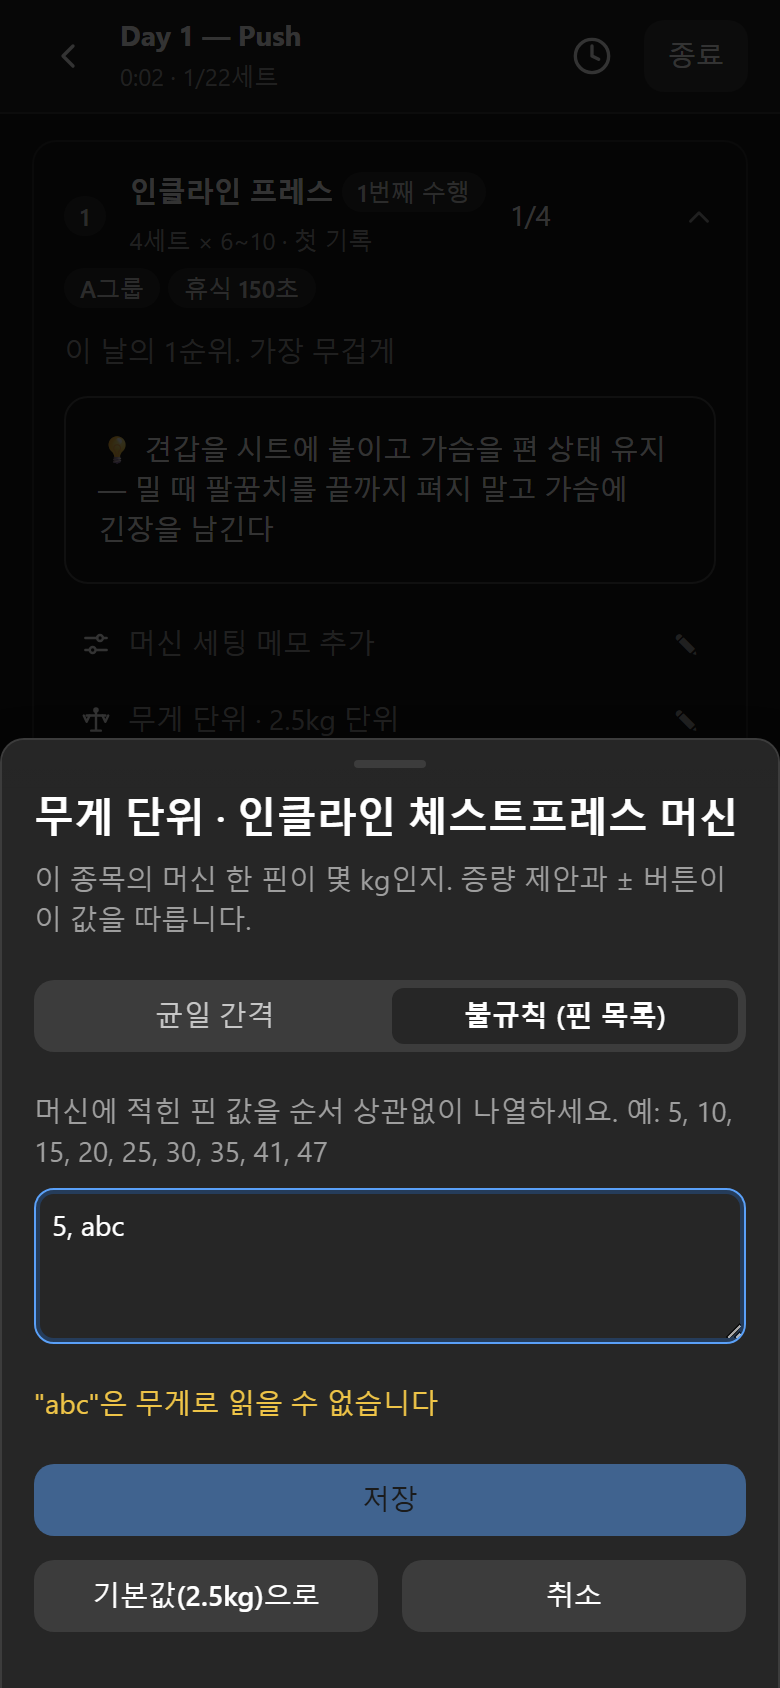 Day 1 — Push
0:02 · 1/22세트
종료
1
인클라인 프레스
1번째 수행
4세트 × 6~10 · 첫 기록
1/4
A그룹
휴식 150초
이 날의 1순위. 가장 무겁게
견갑을 시트에 붙이고 가슴을 편 상태 유지
— 밀 때 팔꿈치를 끝까지 펴지 말고 가슴에
긴장을 남긴다
머신 세팅 메모 추가
무게 단위 · 2.5kg 단위
무게 단위 · 인클라인 체스트프레스 머신
이 종목의 머신 한 핀이 몇 kg인지. 증량 제안과 ± 버튼이
이 값을 따릅니다.
균일 간격
불규칙 (핀 목록)
머신에 적힌 핀 값을 순서 상관없이 나열하세요. 예: 5, 10,
15, 20, 25, 30, 35, 41, 47
5, abc
"abc"은 무게로 읽을 수 없습니다
저장
기본값(2.5kg)으로
취소